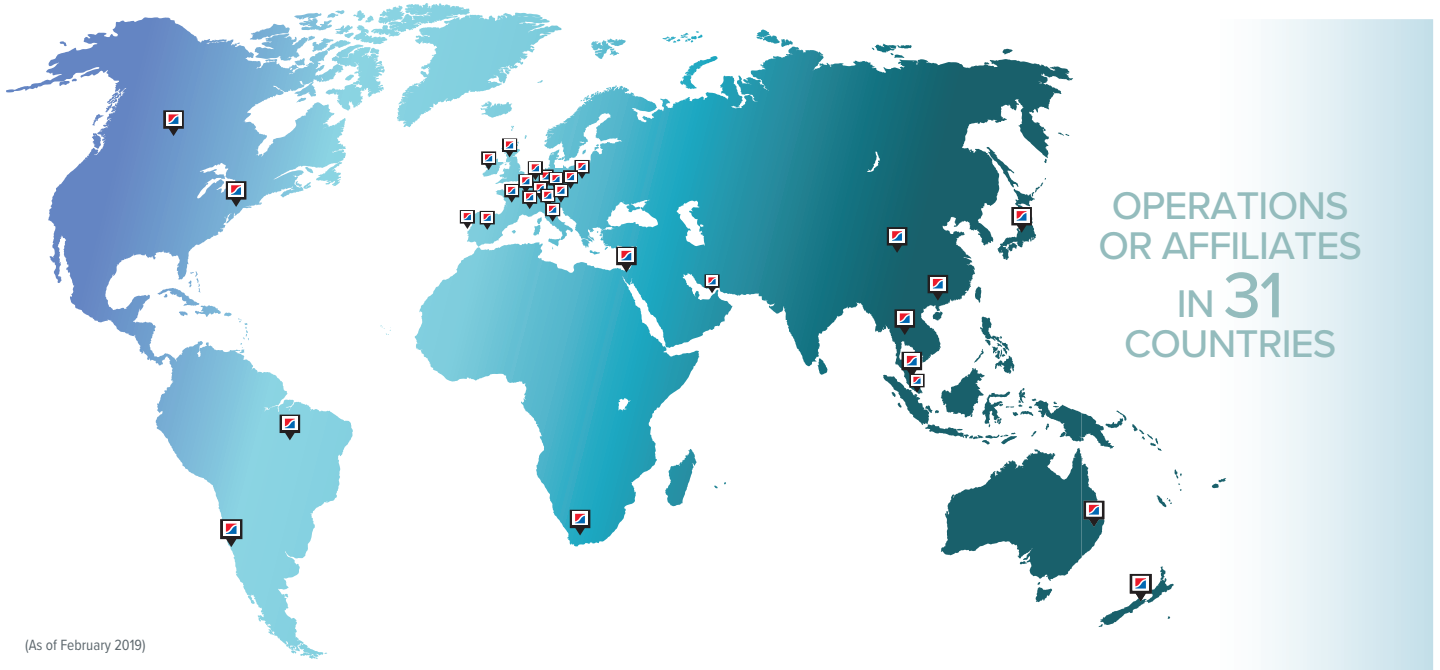 OPERATIONS
OR AFFILIATES
IN 31
COUNTRIES
(As of February 2019)